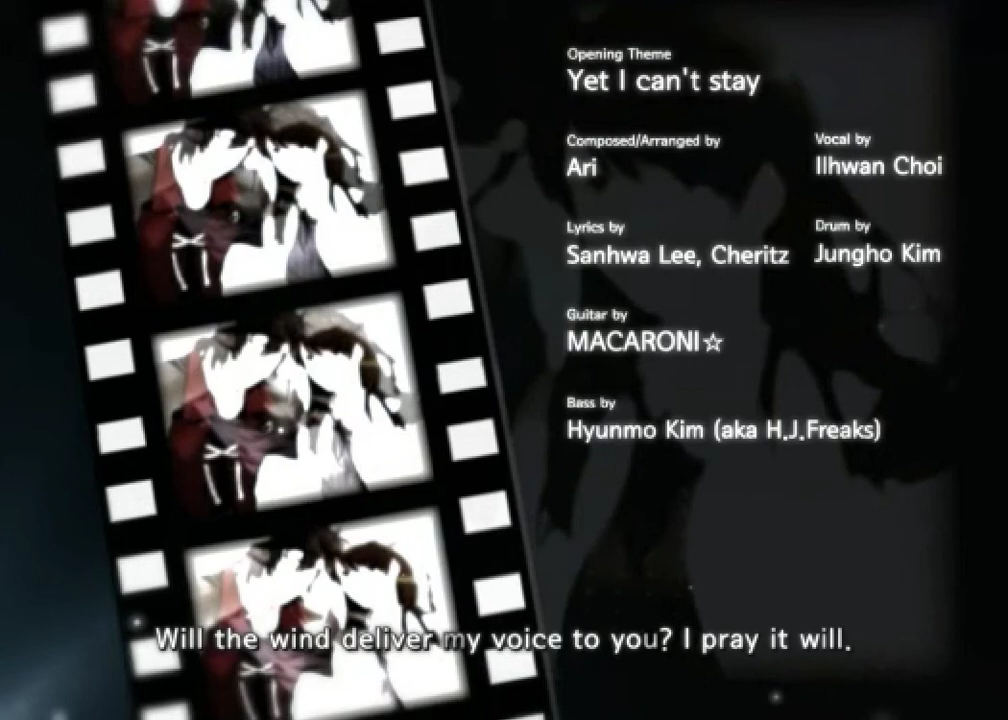 Opening Theme
Yet I can't stay
Composed/Arranged by
Ari
Vocal by
Ilhwan Choi
Lyrics by
Sanhwa Lee, Cheritz
Drum by
Jungho Kim
Guitar by
MACARONI☆
Bass by
Hyunmo Kim (aka H.J.Freaks)
Will the wind deliver my voice to you? I pray it will.